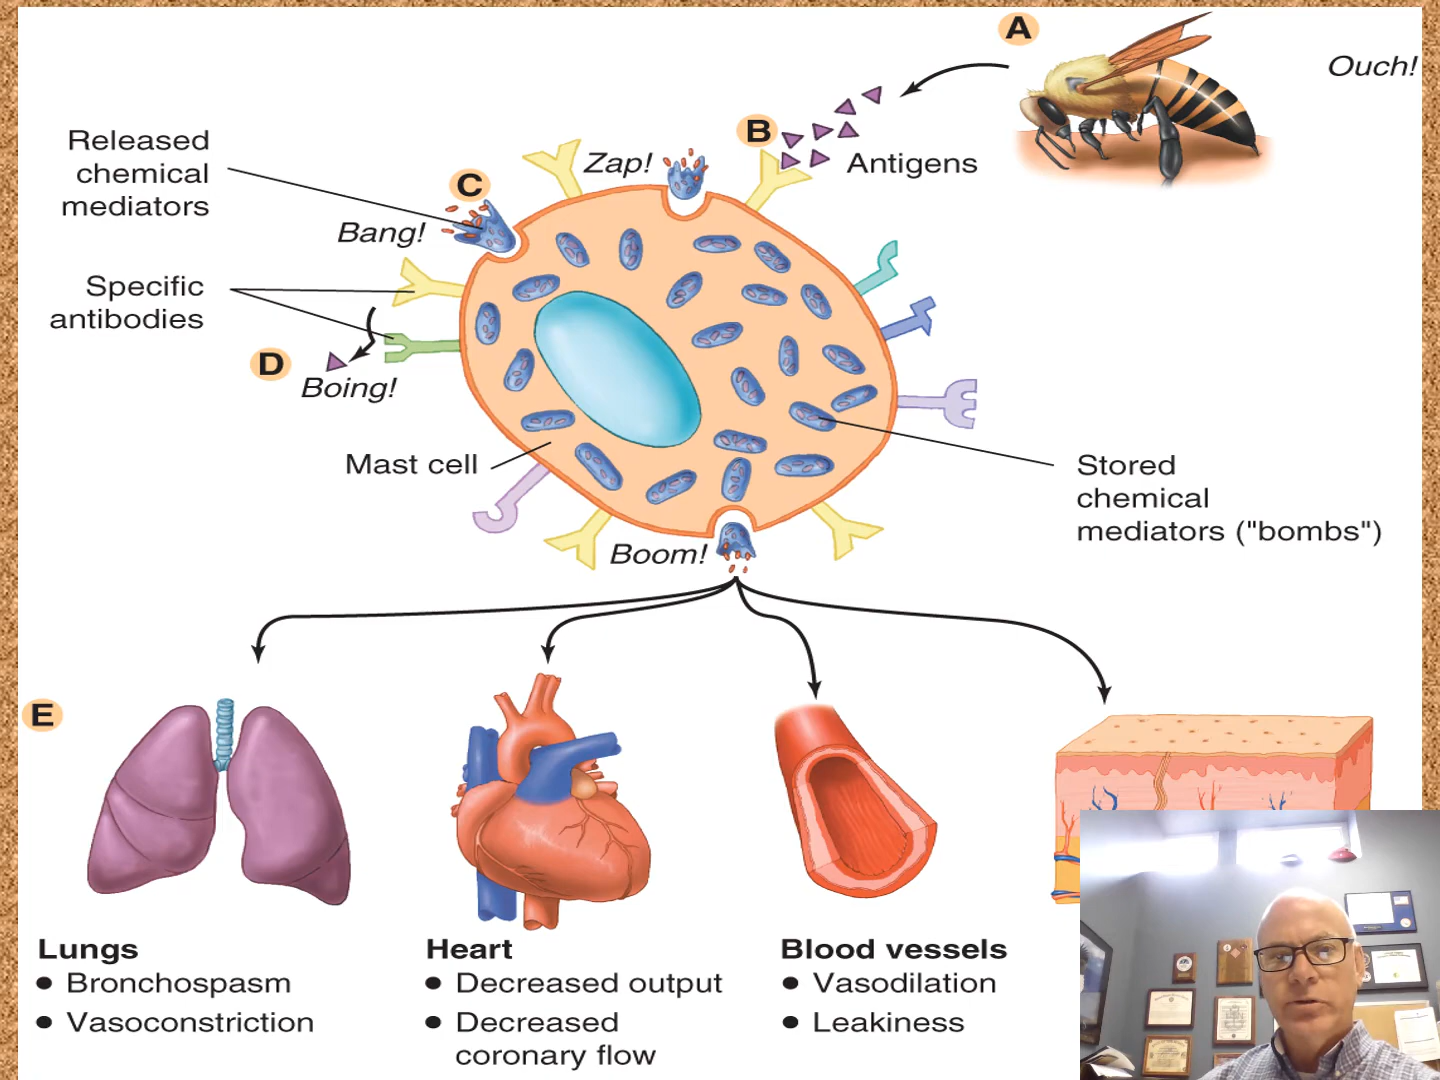 A
Ouch!
B
Antigens
Released
chemical
mediators
C
Zap!
Bang!
Specific
antibodies
D
Boing!
Mast cell
Stored
chemical
mediators ("bombs")
Boom!
E
Lungs
• Bronchospasm
• Vasoconstriction
Heart
• Decreased output
• Decreased
coronary flow
Blood vessels
• Vasodilation
• Leakiness